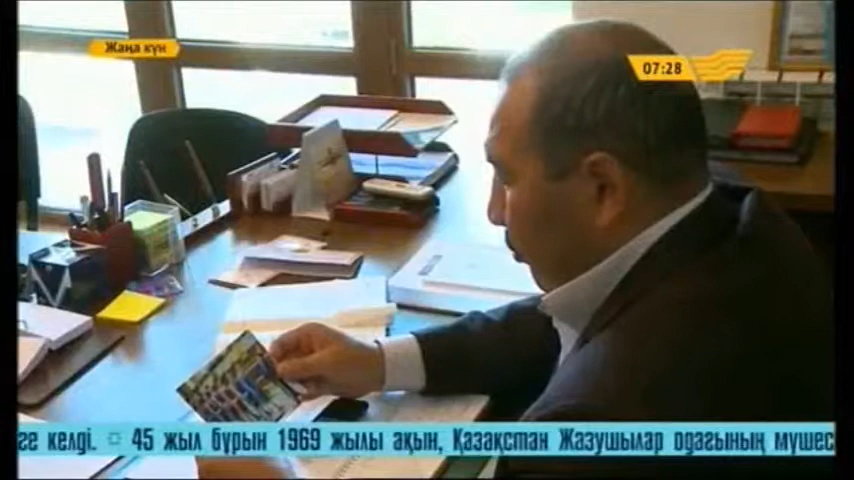 Жаңа күн
07:28
ге келді. ¤ 45 жыл бұрын 1969 жылы ақын, Қазақстан Жазушылар одағының мүшес